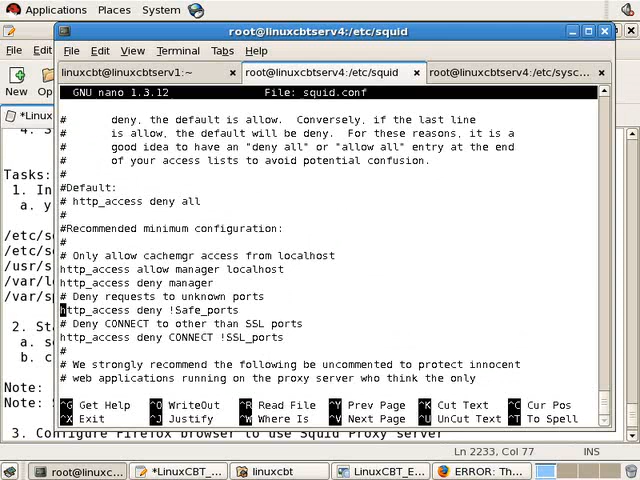 Applications Places System
root@linuxcbtserv4:/etc/squid
File
File Edit View Terminal Tabs Help
linuxcbt@linuxcbtserv1:~ root@linuxcbtserv4:/etc/squid root@linuxcbtserv4:/etc/sysc...
New
*Linux
GNU nano 1.3.12 File: squid.conf
# deny, the default is allow. Conversely, if the last line
# is allow, the default will be deny. For these reasons, it is a
# good idea to have an "deny all" or "allow all" entry at the end
# of your access lists to avoid potential confusion.
#
#Default:
# http_access deny all
#
#Recommended minimum configuration:
#
# Only allow cachemgr access from localhost
http_access allow manager localhost
http_access deny manager
# Deny requests to unknown ports
http_access deny !Safe_ports
# Deny CONNECT to other than SSL ports
http_access deny CONNECT !SSL_ports
#
# We strongly recommend the following be uncommented to protect innocent
# web applications running on the proxy server who think the only
^G Get Help ^O WriteOut ^R Read File ^Y Prev Page ^K Cut Text ^C Cur Pos
^X Exit ^J Justify ^W Where Is ^V Next Page ^U UnCut Text ^T To Spell
Tasks:
1. In
a. y
/etc/s
/etc/s
/usr/s
/var/l
/var/s
2. St
a. s
b. c
Note:
Note:
3. Configure Firefox browser to use Squid Proxy server
Ln 2233, Col 77 INS
root@linuxc... *LinuxCBT_... linuxcbt LinuxCBT_E... ERROR: Th...